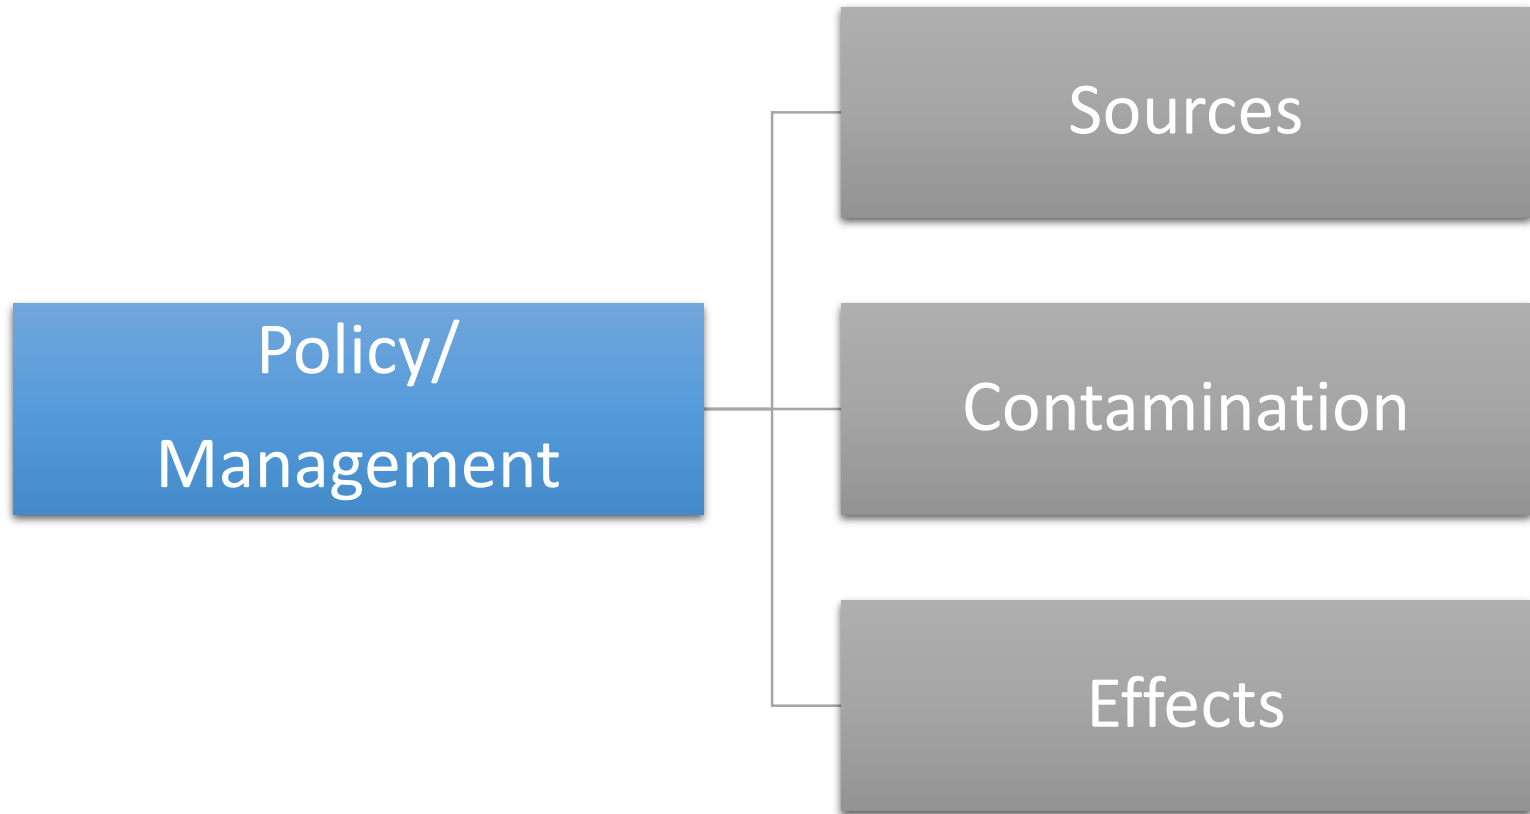 Policy/
Management
Sources
Contamination
Effects